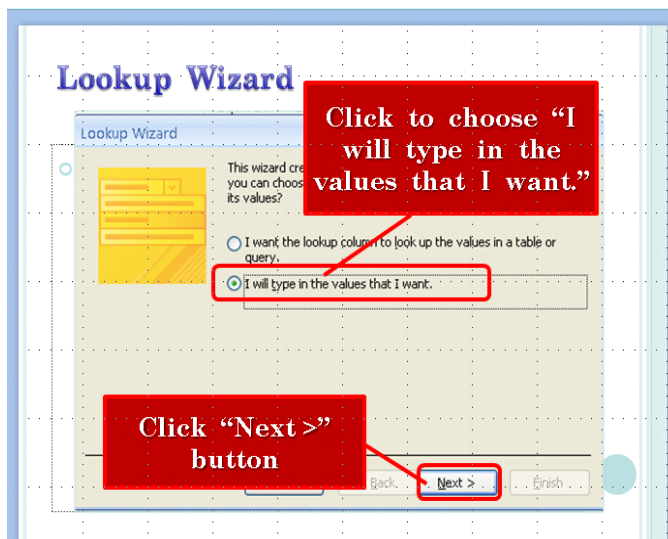 Lookup Wizard
Click to choose “I
will type in the
values that I want.”
Lookup Wizard
This wizard cre
you can choos
its values?
I want the lookup column to look up the values in a table or
query.
I will type in the values that I want.
Click “Next >”
button
Back
Next >
Finish